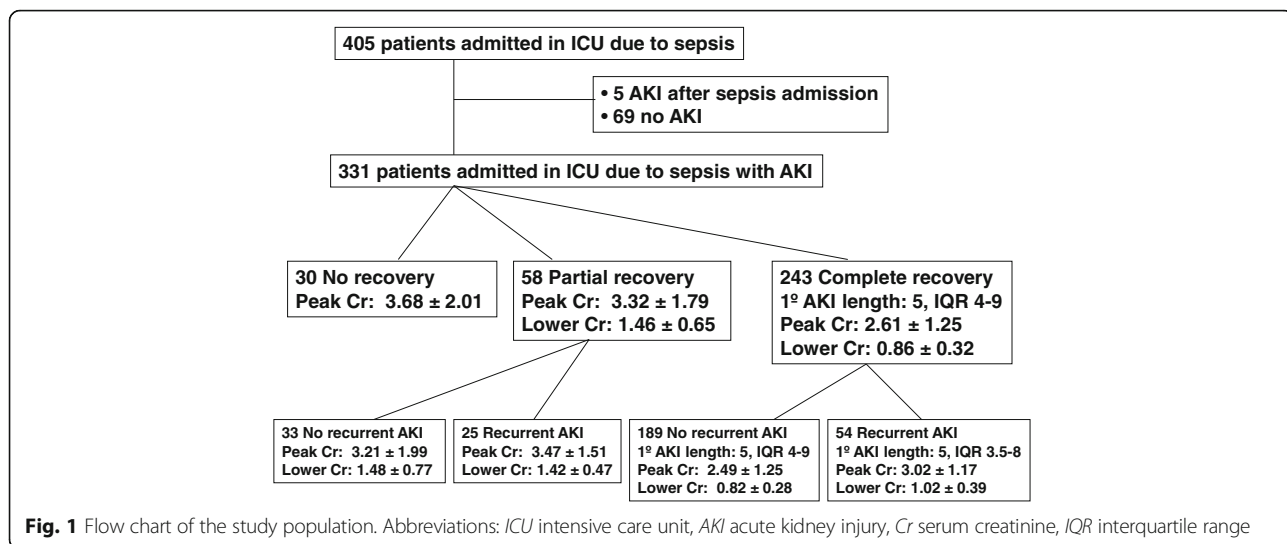 405 patients admitted in ICU due to sepsis
• 5 AKI after sepsis admission
• 69 no AKI
331 patients admitted in ICU due to sepsis with AKI
30 No recovery
Peak Cr: 3.68 ± 2.01
58 Partial recovery
Peak Cr: 3.32 ± 1.79
Lower Cr: 1.46 ± 0.65
243 Complete recovery
1º AKI length: 5, IQR 4-9
Peak Cr: 2.61 ± 1.25
Lower Cr: 0.86 ± 0.32
33 No recurrent AKI
Peak Cr: 3.21 ± 1.99
Lower Cr: 1.48 ± 0.77
25 Recurrent AKI
Peak Cr: 3.47 ± 1.51
Lower Cr: 1.42 ± 0.47
189 No recurrent AKI
1º AKI length: 5, IQR 4-9
Peak Cr: 2.49 ± 1.25
Lower Cr: 0.82 ± 0.28
54 Recurrent AKI
1º AKI length: 5, IQR 3.5-8
Peak Cr: 3.02 ± 1.17
Lower Cr: 1.02 ± 0.39
Fig. 1 Flow chart of the study population. Abbreviations: ICU intensive care unit, AKI acute kidney injury, Cr serum creatinine, IQR interquartile range